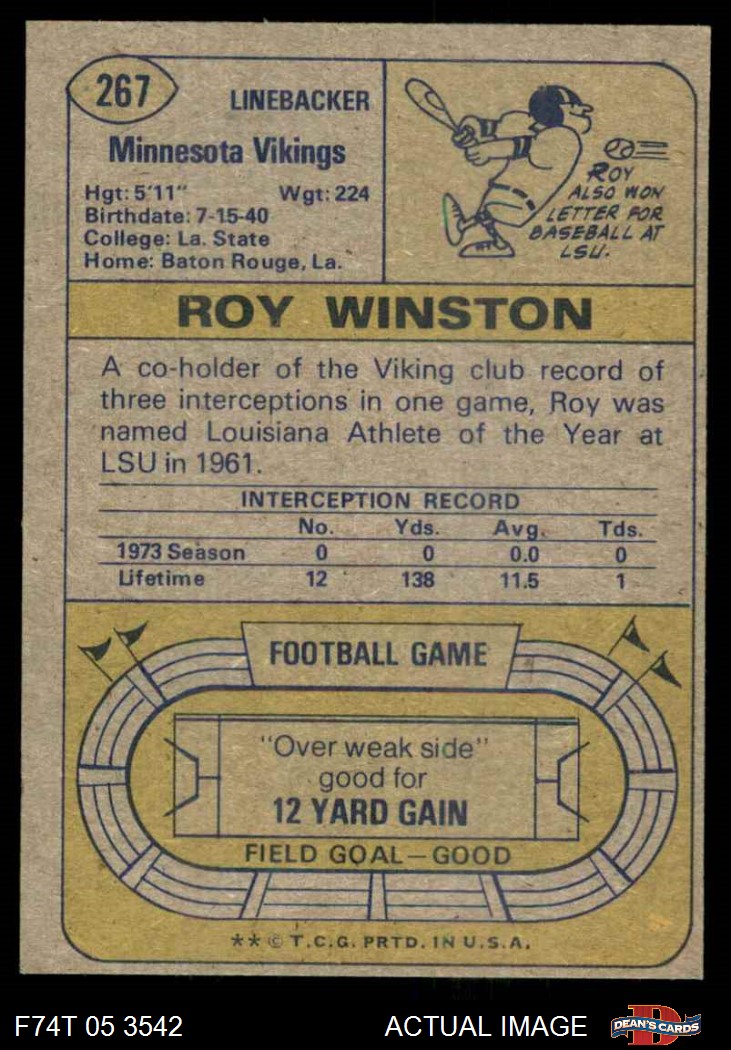 267
LINEBACKER
Minnesota Vikings
Hgt: 5'11" Wgt: 224
Birthdate: 7-15-40
College: La. State
Home: Baton Rouge, La.
ROY
ALSO WON
LETTER FOR
BASEBALL AT
LSU.
ROY WINSTON
A co-holder of the Viking club record of
three interceptions in one game, Roy was
named Louisiana Athlete of the Year at
LSU in 1961.
INTERCEPTION RECORD
No. Yds. Avg. Tds.
1973 Season 0 0 0.0 0
Lifetime 12 138 11.5 1
FOOTBALL GAME
"Over weak side"
good for
12 YARD GAIN
FIELD GOAL—GOOD
** © T.C.G. PRTD. IN U.S.A.
F74T 05 3542 ACTUAL IMAGE
D
DEAN'S CARDS